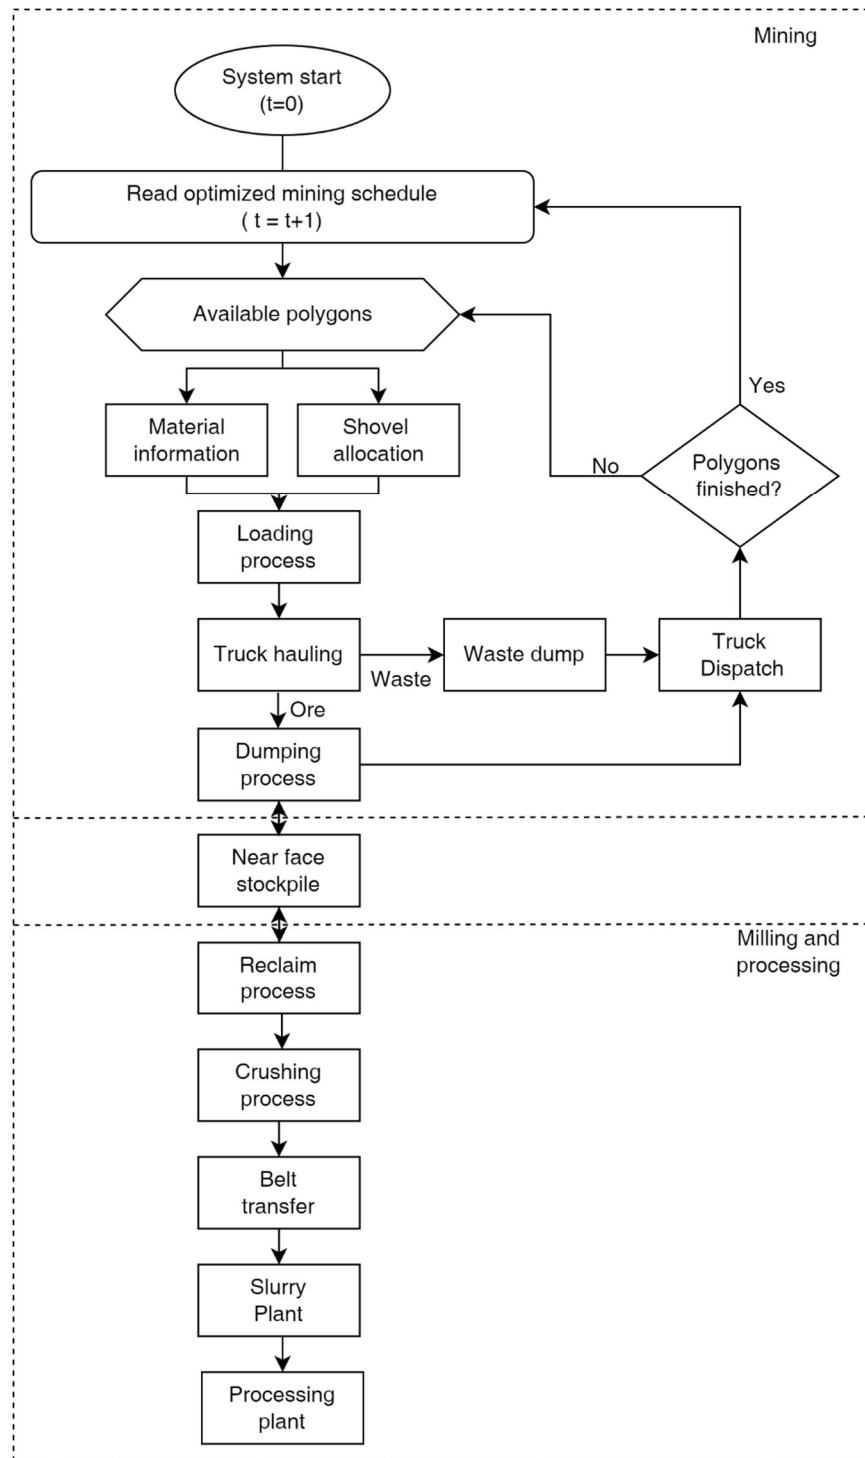 Mining
System start
(t=0)
Read optimized mining schedule
( t = t+1)
Available polygons
Yes
Material
information
Shovel
allocation
No
Polygons
finished?
Loading
process
Truck hauling
Waste
Waste dump
Truck
Dispatch
Ore
Dumping
process
Near face
stockpile
Milling and
processing
Reclaim
process
Crushing
process
Belt
transfer
Slurry
Plant
Processing
plant